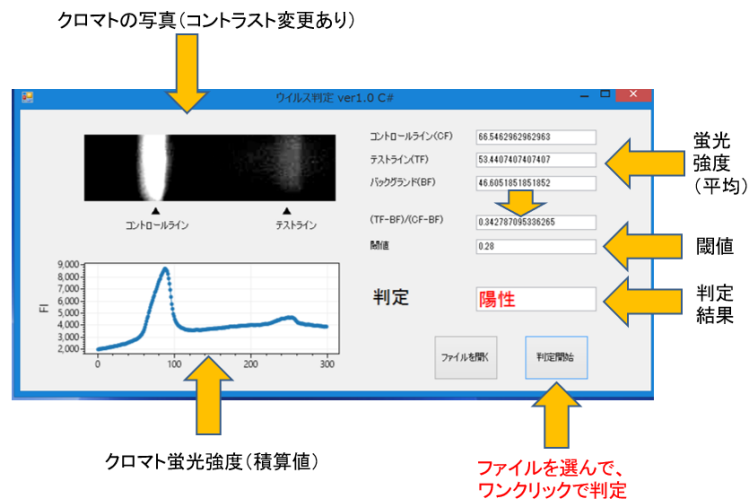 クロマトの写真(コントラスト変更あり)
ウイルス判定 ver1.0 C#
コントロールライン(CF)
66.5462962962963
テストライン(TF)
53.4407407407407
バックグランド(BF)
46.6051851851852
蛍光
強度
(平均)
(TF-BF)/(CF-BF)
0.342787095336265
閾値
0.28
閾値
コントロールライン
テストライン
判定
陽性
判定
結果
9,000
8,000
7,000
6,000
5,000
4,000
3,000
2,000
FI
0
100
200
300
ファイルを開く
判定開始
クロマト蛍光強度(積算値)
ファイルを選んで、
ワンクリックで判定